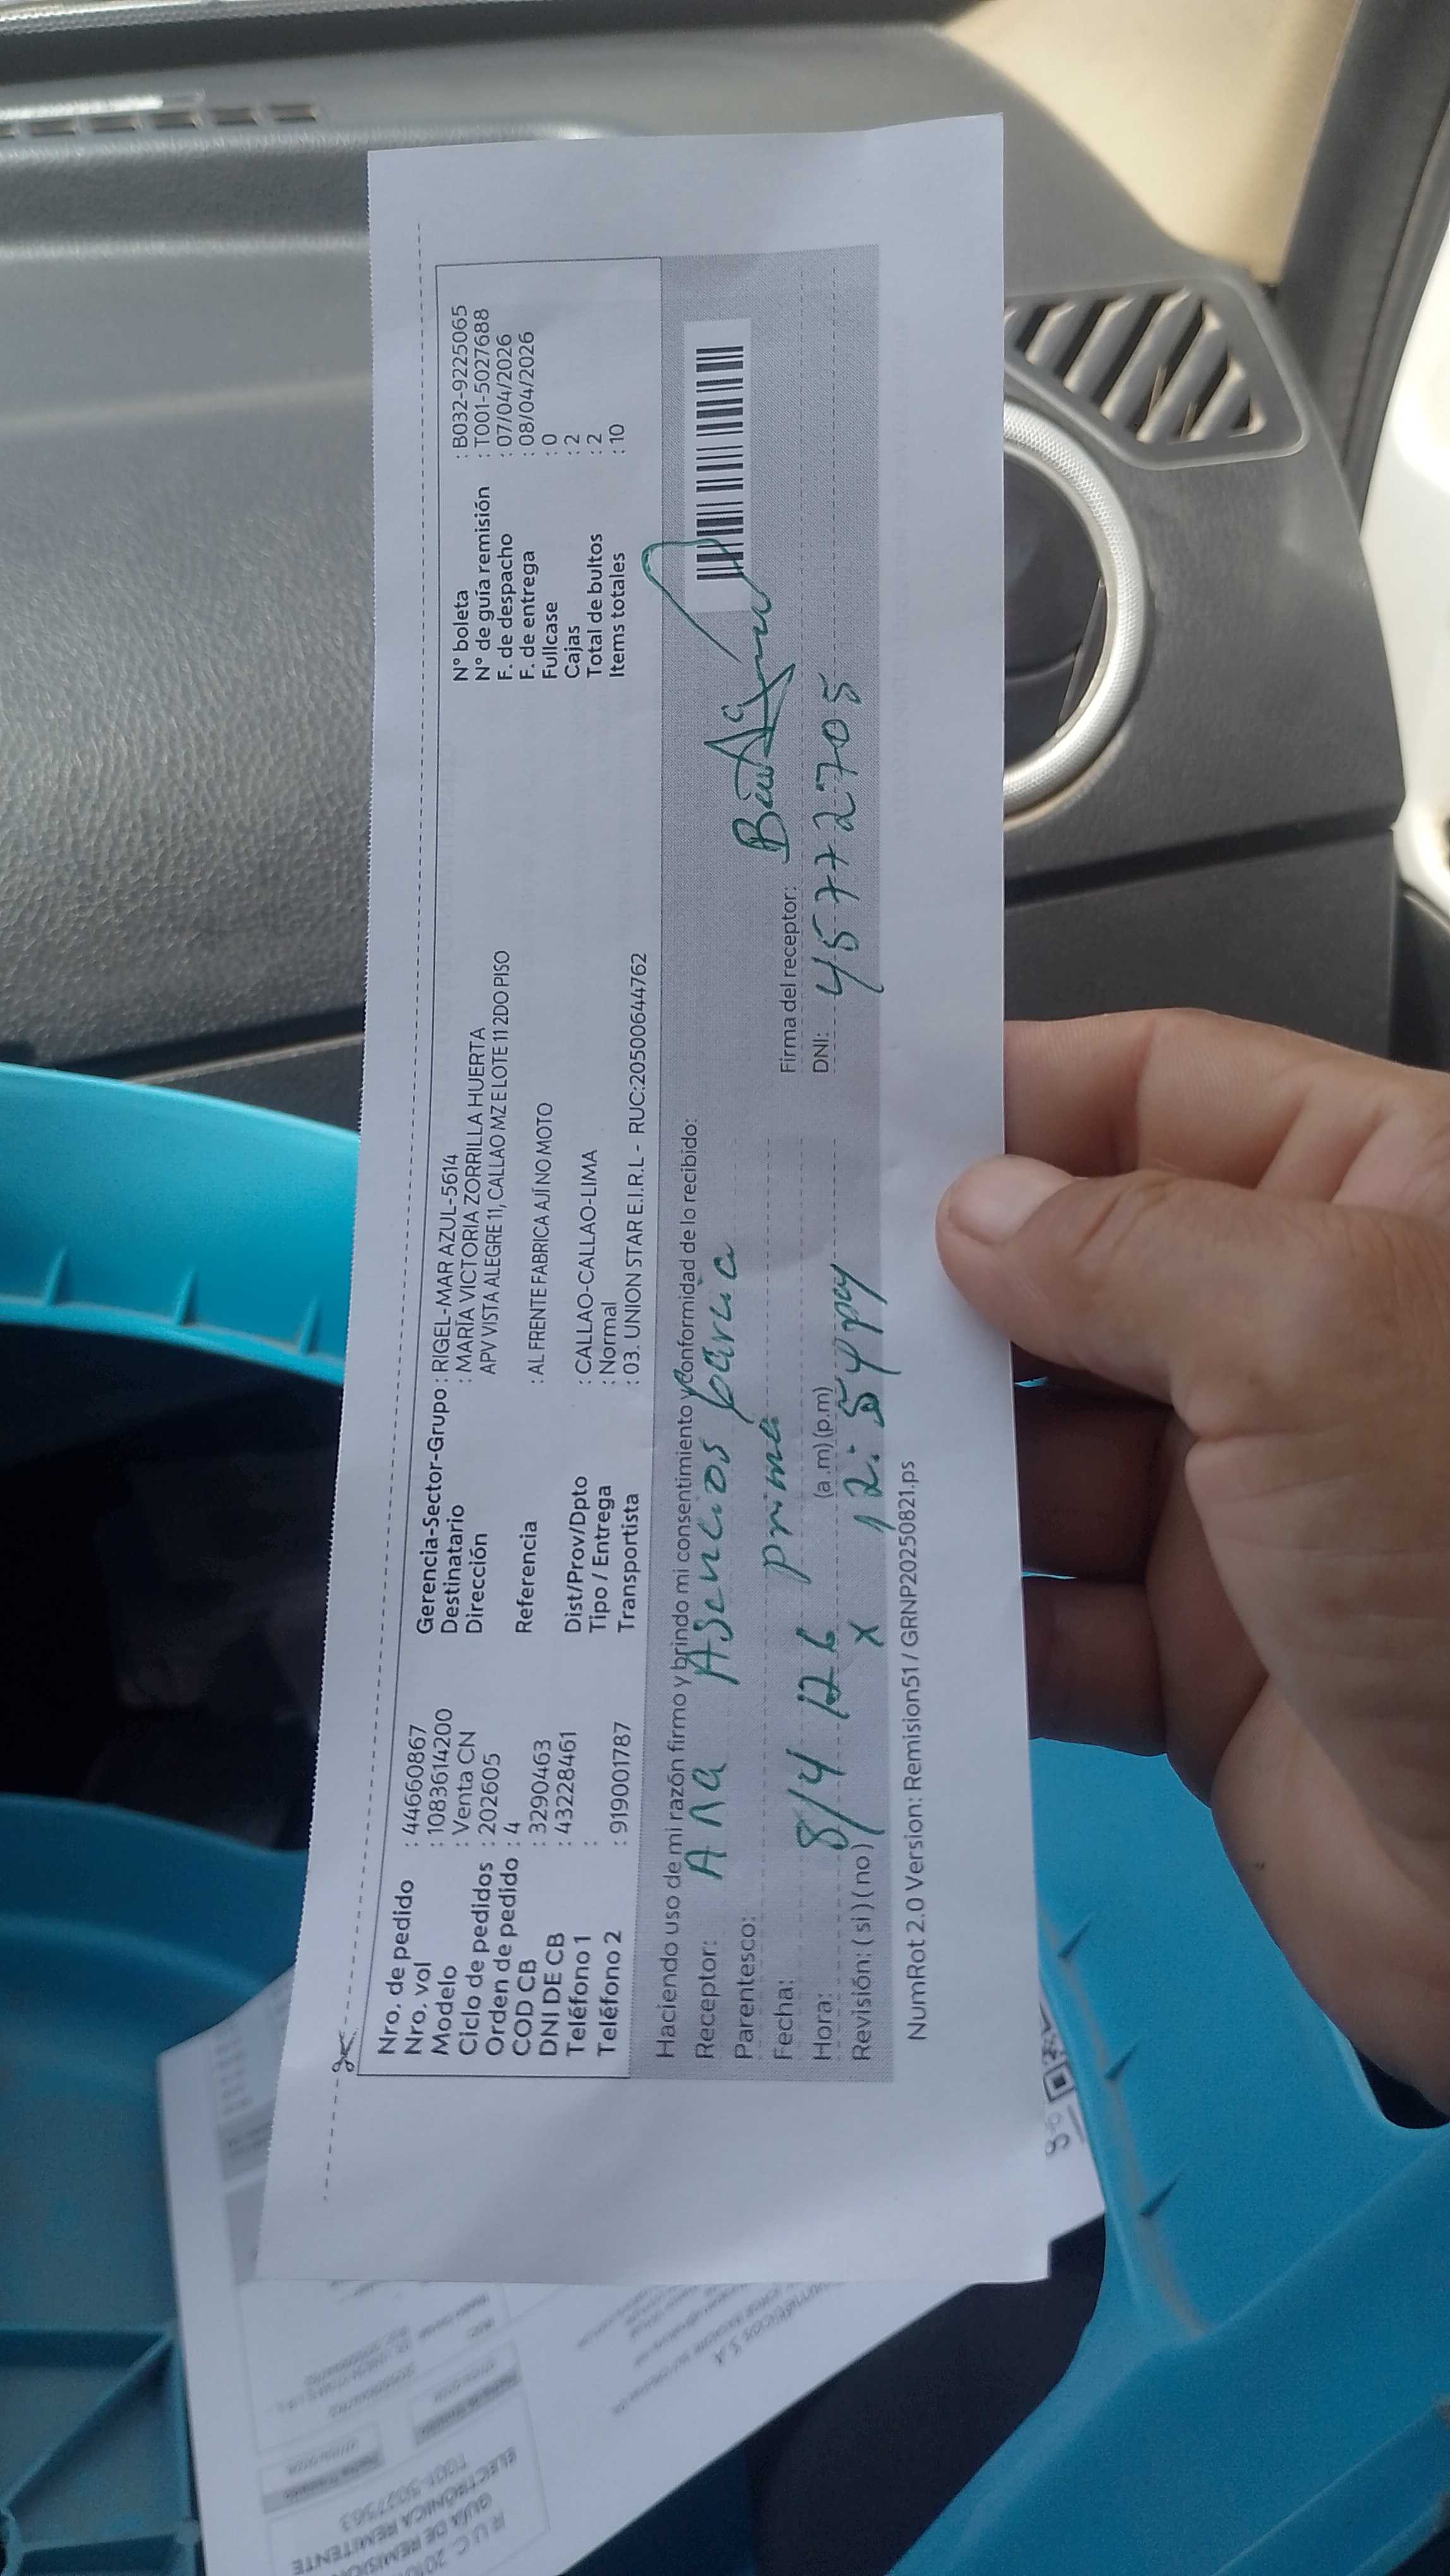 Nro. de pedido : 44660867
Nro. vol : 1083614200
Modelo : Venta CN
Ciclo de pedidos : 202605
Orden de pedido : 4
COD CB : 3290463
DNI DE CB : 43228461
Teléfono 1 :
Teléfono 2 : 919001787
Gerencia-Sector-Grupo : RIGEL-MAR AZUL-5614
Destinatario : MARIA VICTORIA ZORRILLA HUERTA
Dirección APV VISTA ALEGRE 11, CALLAO MZ E LOTE 11 2DO PISO
Referencia : AL FRENTE FABRICA AJÍ NO MOTO
Dist/Prov/Dpto : CALLAO-CALLAO-LIMA
Tipo / Entrega : Normal
Transportista : 03. UNION STAR E.I.R.L - RUC:20500644762
N° boleta : B032-9225065
N° de guía remisión : T001-5027688
F. de despacho : 07/04/2026
F. de entrega : 08/04/2026
Fullcase : 0
Cajas : 2
Total de bultos : 2
Items totales : 10
Haciendo uso de mi razón firmo y brindo mi consentimiento y conformidad de lo recibido:
Receptor: Ana Asencios García
Parentesco: prima
Fecha: 8/4/26
Hora: (a.m) (p.m) 12:54 pm
Revisión: ( si ) ( no ) x
Firma del receptor:
DNI: 45772705
NumRot 2.0 Version: Remision51 / GRNP20250821.ps
R.U.C.
GUÍA DE REMISIÓN
ELECTRÓNICA REMITENTE